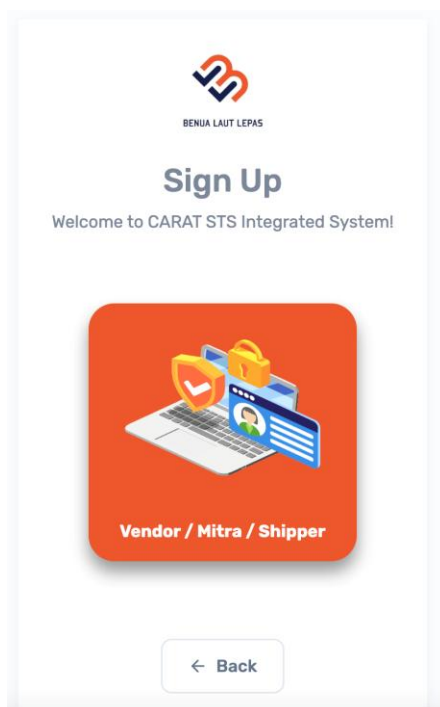 BENUA LAUT LEPAS
Sign Up
Welcome to CARAT STS Integrated System!
Vendor / Mitra / Shipper
← Back